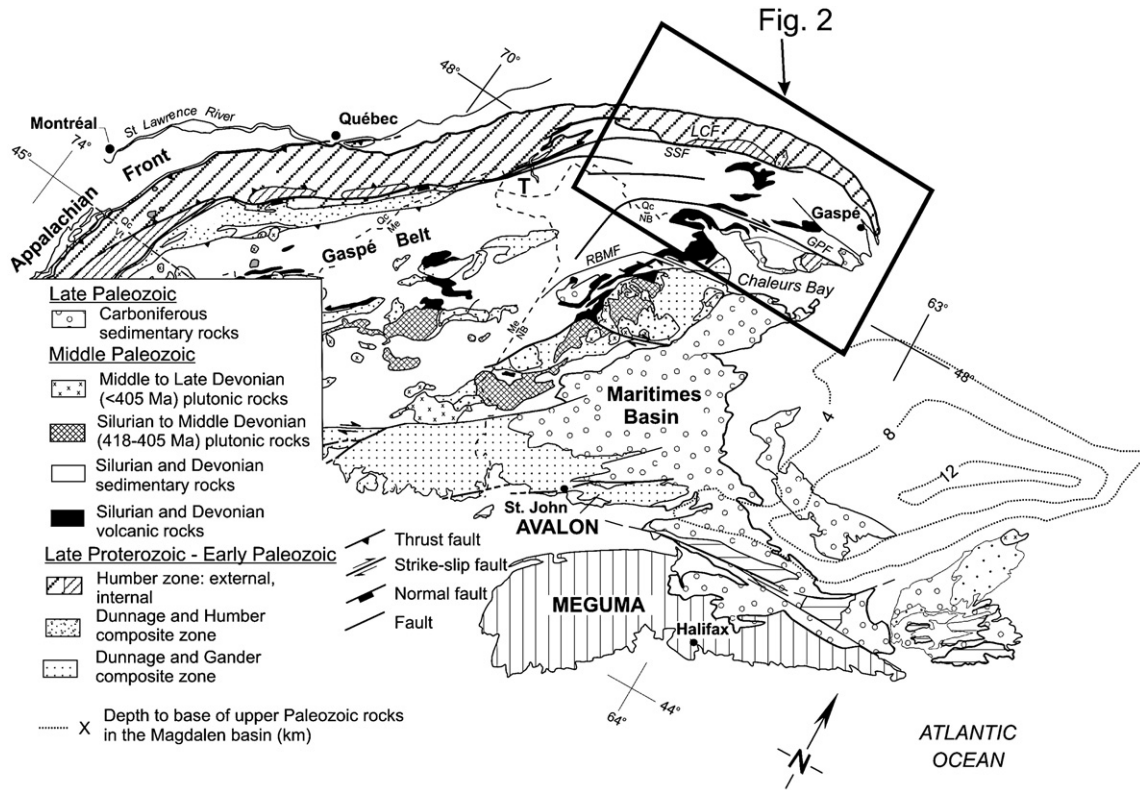 Fig. 2
70°
48°
Québec
St Lawrence River
Montréal
74°
45°
Front
Appalachian
LCF
SSF
T
Qc
NB
Gaspé
GPF
Qc
Me
Gaspé Belt
RBMF
Chaleurs Bay
63°
48°
Me
NB
Maritimes
Basin
4
8
12
St. John
AVALON
MEGUMA
Halifax
64°
44°
N
ATLANTIC
OCEAN
Late Paleozoic
Carboniferous
sedimentary rocks
Middle Paleozoic
Middle to Late Devonian
(<405 Ma) plutonic rocks
Silurian to Middle Devonian
(418-405 Ma) plutonic rocks
Silurian and Devonian
sedimentary rocks
Silurian and Devonian
volcanic rocks
Late Proterozoic - Early Paleozoic
Humber zone: external,
internal
Dunnage and Humber
composite zone
Dunnage and Gander
composite zone
X Depth to base of upper Paleozoic rocks
in the Magdalen basin (km)
Thrust fault
Strike-slip fault
Normal fault
Fault